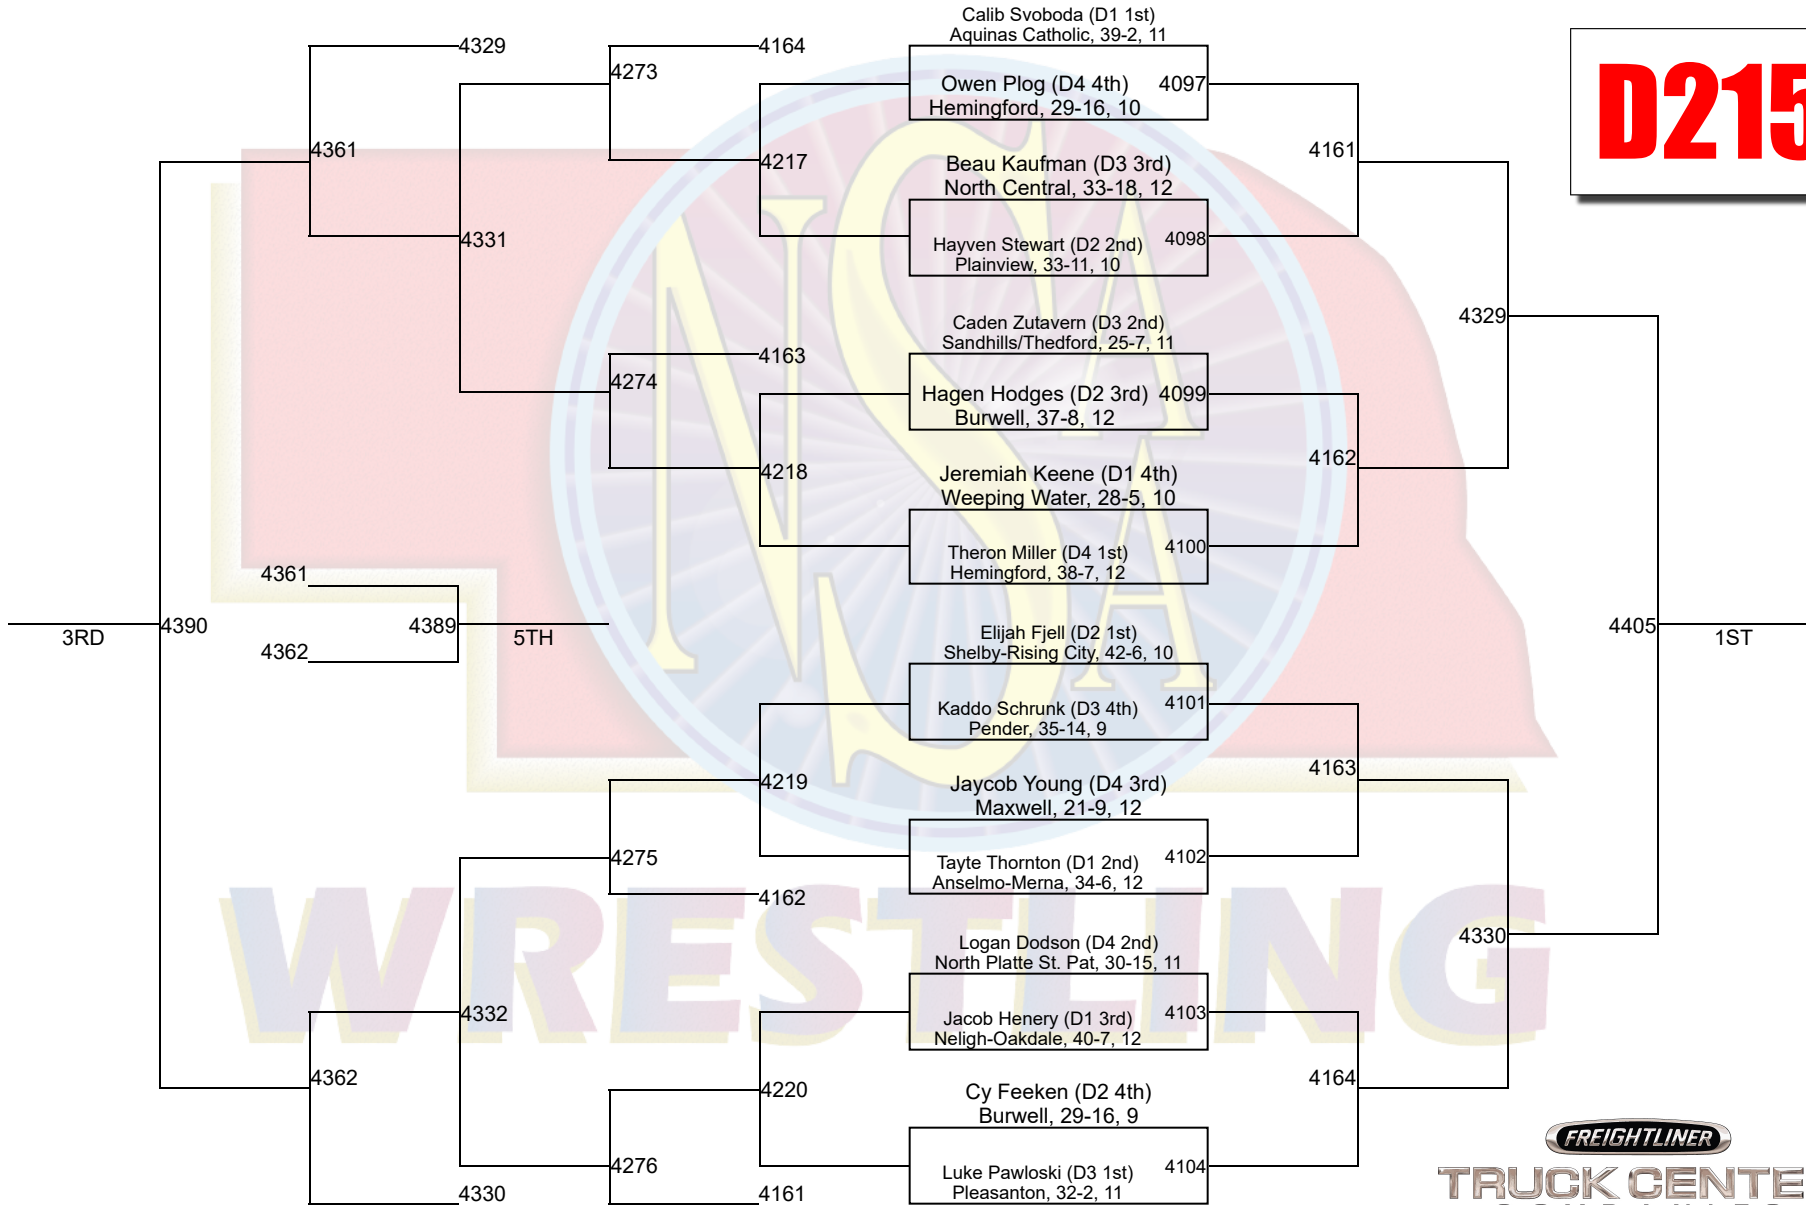 Calib Svoboda (D1 1st)
Aquinas Catholic, 39-2, 11
4329
4164
4273
Owen Plog (D4 4th) 4097
Hemingford, 29-16, 10
D215
4361
4217
Beau Kaufman (D3 3rd)
North Central, 33-18, 12
4161
4331
Hayven Stewart (D2 2nd) 4098
Plainview, 33-11, 10
Caden Zutavern (D3 2nd)
Sandhills/Thedford, 25-7, 11
4329
4163
4274
Hagen Hodges (D2 3rd) 4099
Burwell, 37-8, 12
4218
Jeremiah Keene (D1 4th)
Weeping Water, 28-5, 10
4162
Theron Miller (D4 1st) 4100
Hemingford, 38-7, 12
4361
4390
3RD
4389
5TH
4362
Elijah Fjell (D2 1st)
Shelby-Rising City, 42-6, 10
4405
1ST
Kaddo Schrunk (D3 4th) 4101
Pender, 35-14, 9
4219
Jaycob Young (D4 3rd)
Maxwell, 21-9, 12
4163
4275
Tayte Thornton (D1 2nd) 4102
Anselmo-Merna, 34-6, 12
4162
Logan Dodson (D4 2nd)
North Platte St. Pat, 30-15, 11
4330
4332
Jacob Henery (D1 3rd) 4103
Neligh-Oakdale, 40-7, 12
4362
4220
Cy Feeken (D2 4th)
Burwell, 29-16, 9
4164
4276
Luke Pawloski (D3 1st) 4104
Pleasanton, 32-2, 11
4330
4161
NSAA
WRESTLING
FREIGHTLINER
TRUCK CENTE